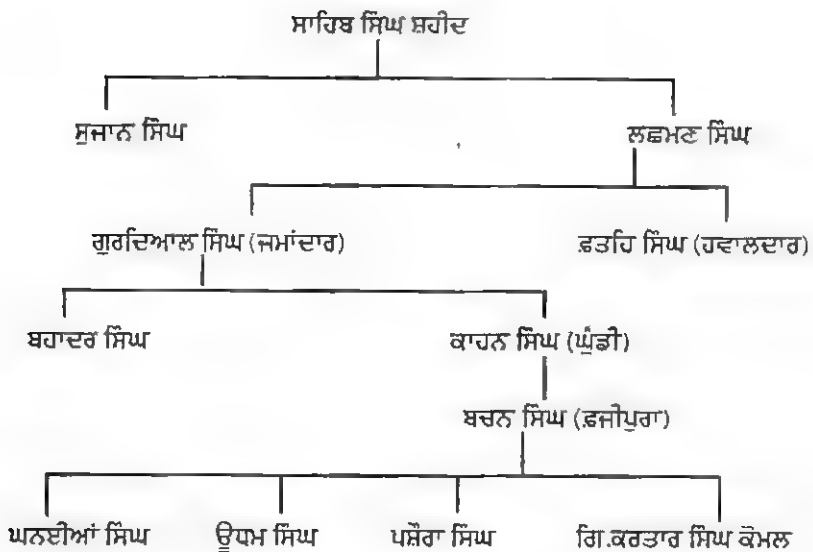 ਸਾਹਿਬ ਸਿੰਘ ਸ਼ਹੀਦ
ਸੁਜਾਨ ਸਿੰਘ ਲਛਮਣ ਸਿੰਘ
ਗੁਰਦਿਆਲ ਸਿੰਘ (ਜਮਾਂਦਾਰ) ਫ਼ਤਹਿ ਸਿੰਘ (ਹਵਾਲਦਾਰ)
ਬਹਾਦਰ ਸਿੰਘ ਕਾਹਨ ਸਿੰਘ (ਘੁੰਡੀ)
ਬਚਨ ਸਿੰਘ (ਫ਼ਜੀਪੁਰਾ)
ਘਨਈਆਂ ਸਿੰਘ ਊਧਮ ਸਿੰਘ ਪਸ਼ੌਰਾ ਸਿੰਘ ਗਿ.ਕਰਤਾਰ ਸਿੰਘ ਕੋਮਲ